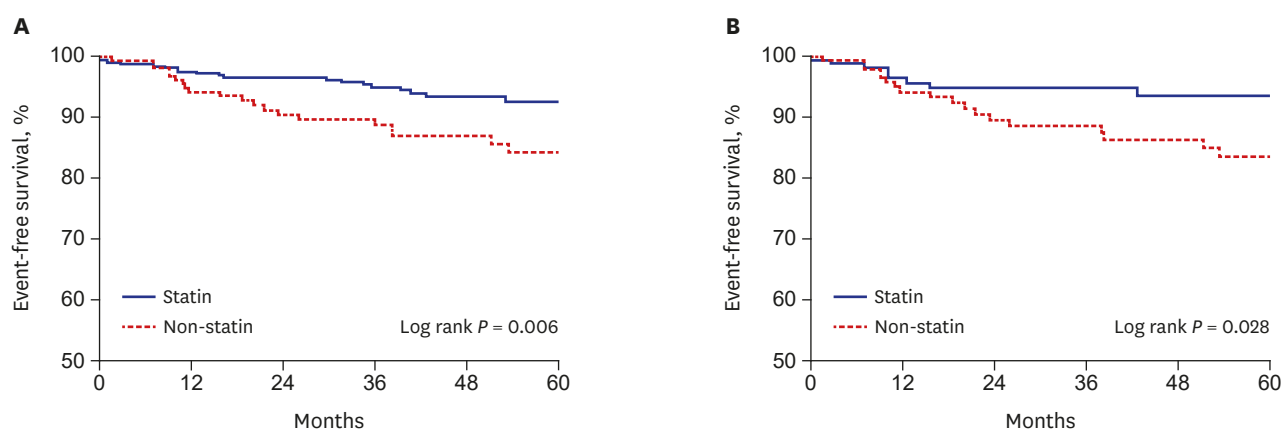 A
Event-free survival, %
100
90
80
70
60
50
Statin
Non-statin
Log rank P = 0.006
0 12 24 36 48 60
Months
B
Event-free survival, %
100
90
80
70
60
50
Statin
Non-statin
Log rank P = 0.028
0 12 24 36 48 60
Months